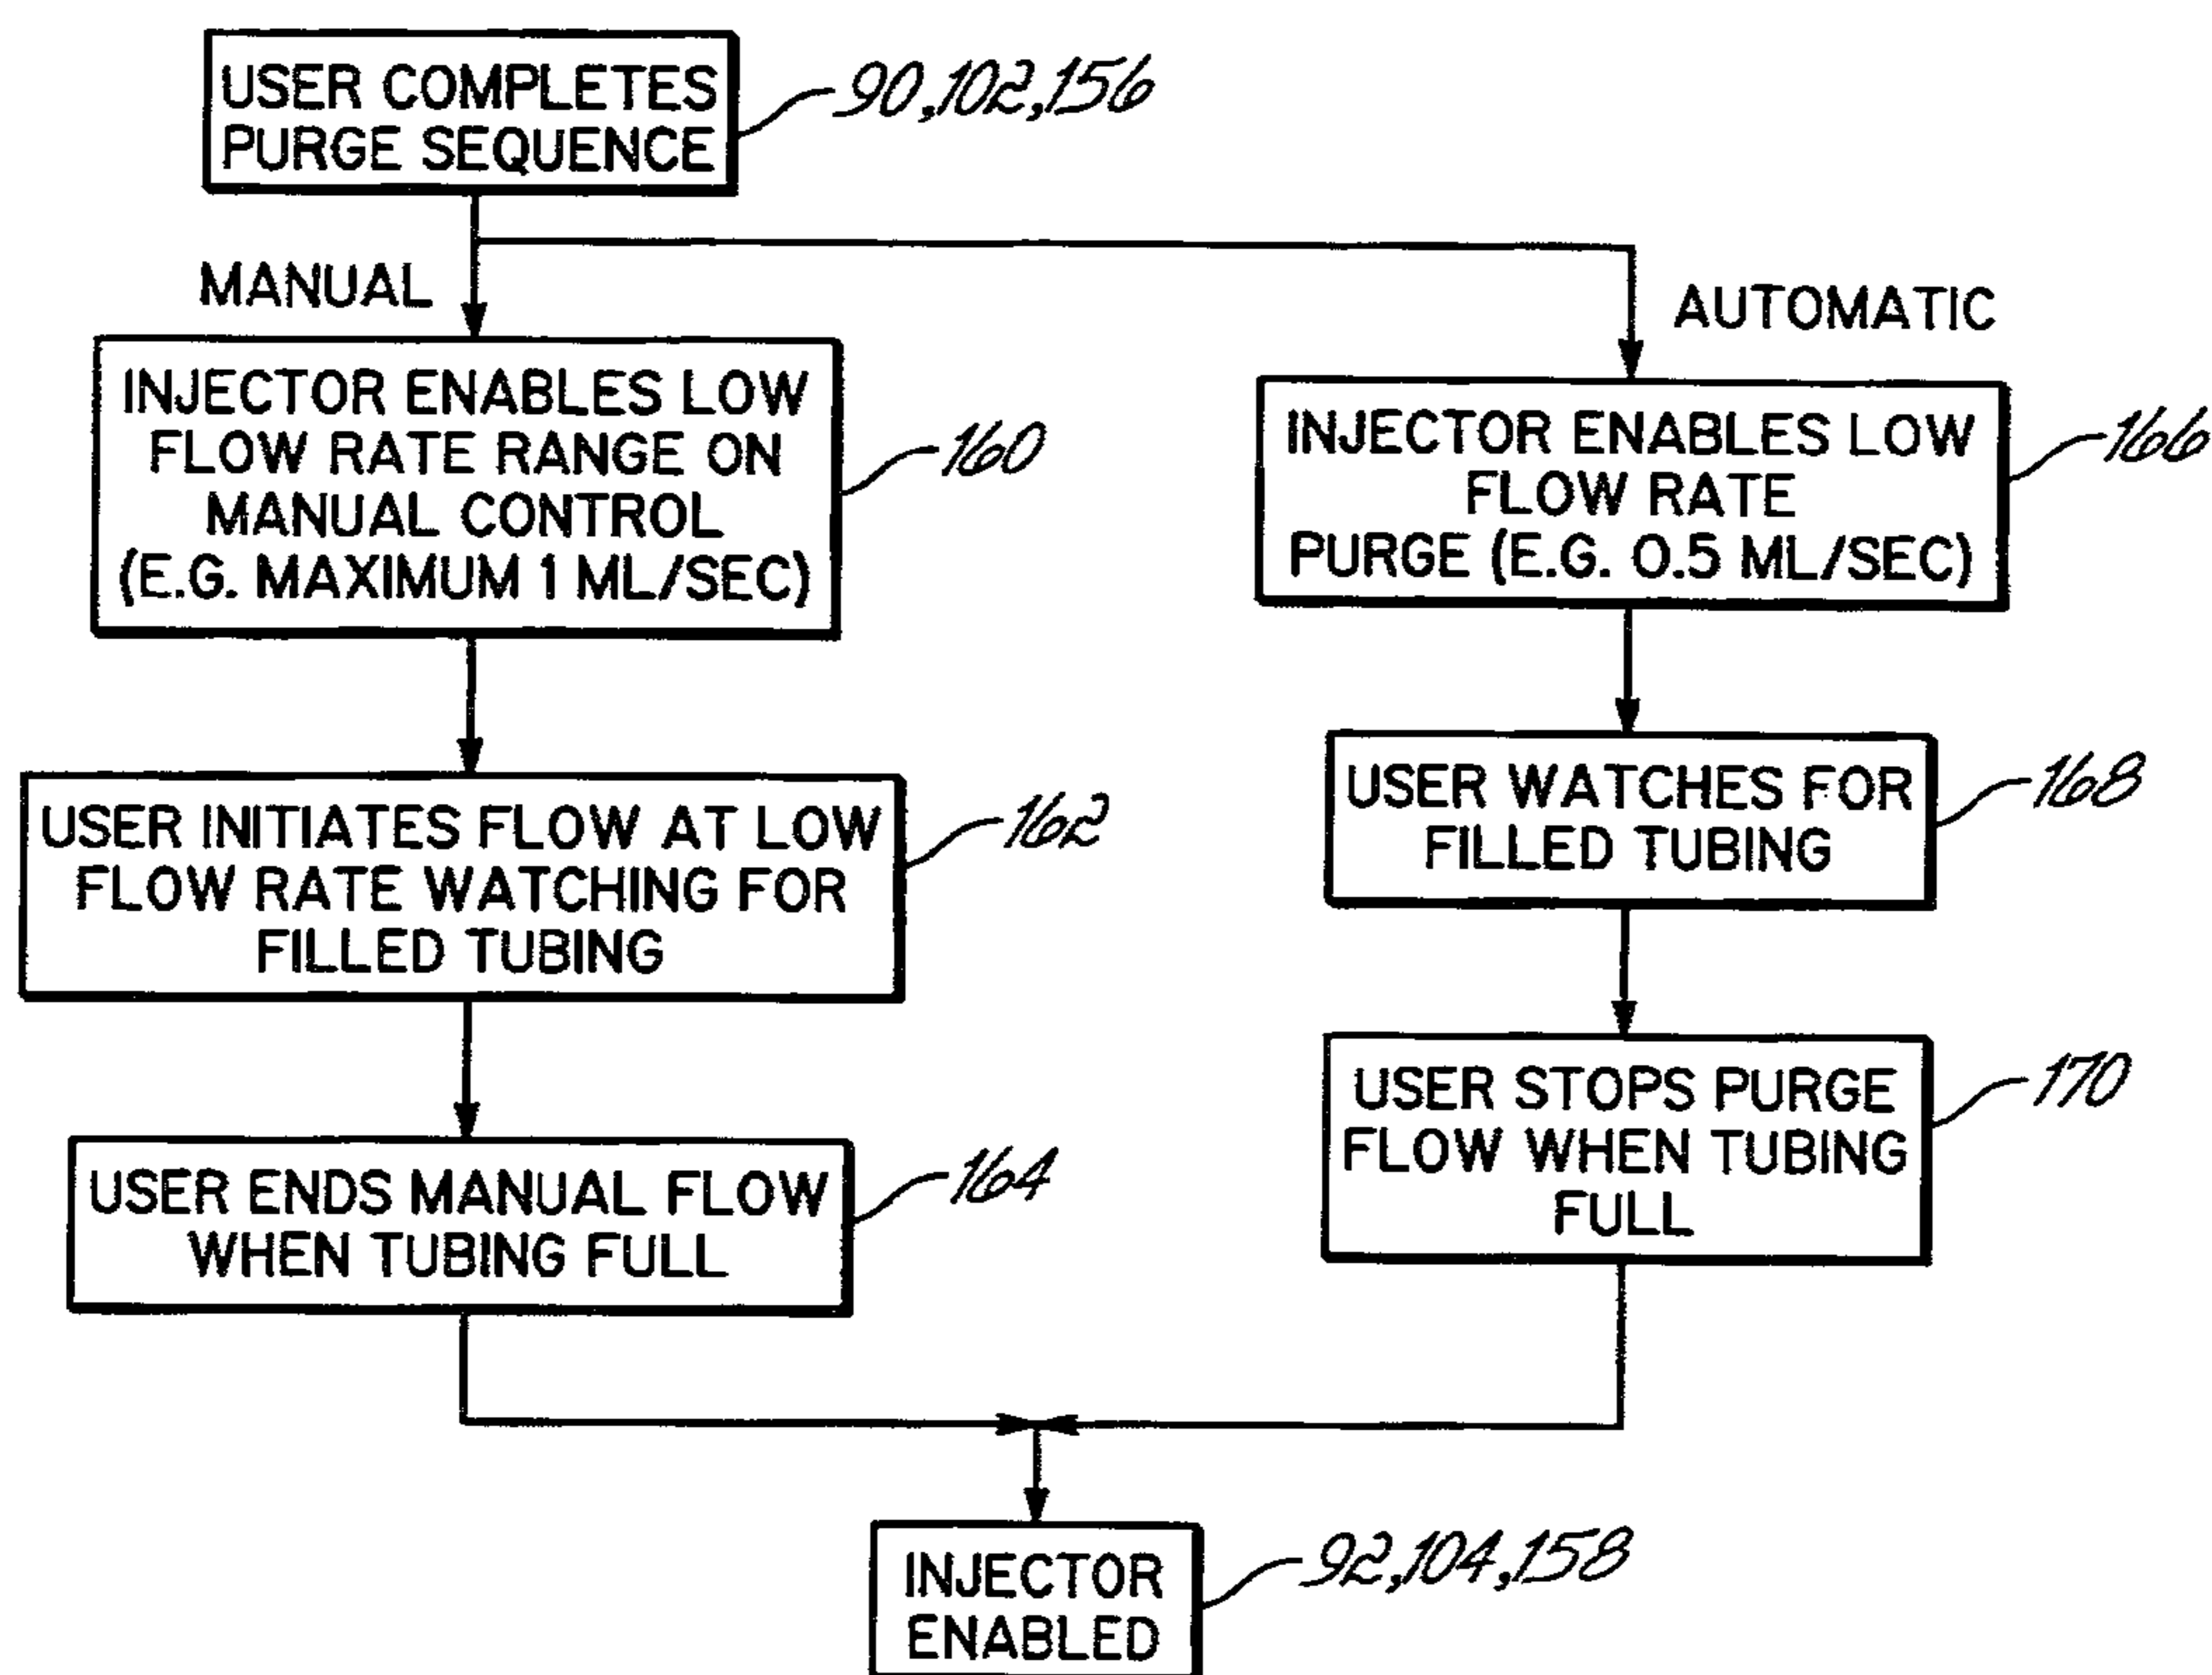 USER COMPLETES
PURGE SEQUENCE
90,102,156
MANUAL
AUTOMATIC
INJECTOR ENABLES LOW
FLOW RATE RANGE ON
MANUAL CONTROL
(E.G. MAXIMUM 1 ML/SEC)
160
INJECTOR ENABLES LOW
FLOW RATE
PURGE (E.G. 0.5 ML/SEC)
166
USER INITIATES FLOW AT LOW
FLOW RATE WATCHING FOR
FILLED TUBING
162
USER WATCHES FOR
FILLED TUBING
168
USER ENDS MANUAL FLOW
WHEN TUBING FULL
164
USER STOPS PURGE
FLOW WHEN TUBING
FULL
170
INJECTOR
ENABLED
92,104,158